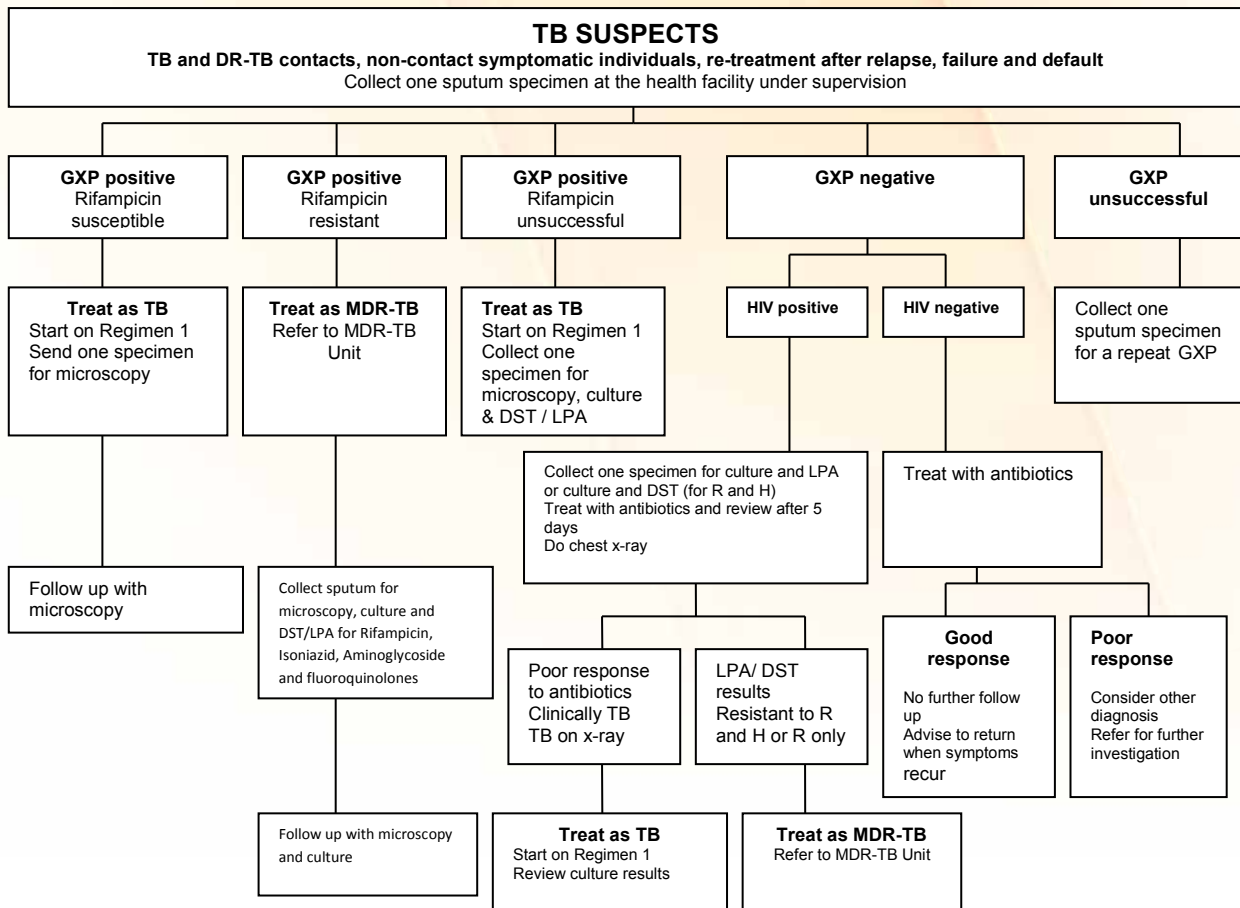 TB SUSPECTS
TB and DR-TB contacts, non-contact symptomatic individuals, re-treatment after relapse, failure and default
Collect one sputum specimen at the health facility under supervision
GXP positive
Rifampicin
susceptible
GXP positive
Rifampicin
resistant
GXP positive
Rifampicin
unsuccessful
GXP negative
GXP
unsuccessful
Treat as TB
Start on Regimen 1
Send one specimen
for microscopy
Treat as MDR-TB
Refer to MDR-TB
Unit
Treat as TB
Start on Regimen 1
Collect one
specimen for
microscopy, culture
& DST / LPA
HIV positive
HIV negative
Collect one
sputum specimen
for a repeat GXP
Collect one specimen for culture and LPA
or culture and DST (for R and H)
Treat with antibiotics and review after 5
days
Do chest x-ray
Treat with antibiotics
Follow up with
microscopy
Collect sputum for
microscopy, culture and
DST/LPA for Rifampicin,
Isoniazid, Aminoglycoside
and fluoroquinolones
Poor response
to antibiotics
Clinically TB
TB on x-ray
LPA/ DST
results
Resistant to R
and H or R only
Good
response
No further follow
up
Advise to return
when symptoms
recur
Poor
response
Consider other
diagnosis
Refer for further
investigation
Follow up with microscopy
and culture
Treat as TB
Start on Regimen 1
Review culture results
Treat as MDR-TB
Refer to MDR-TB Unit